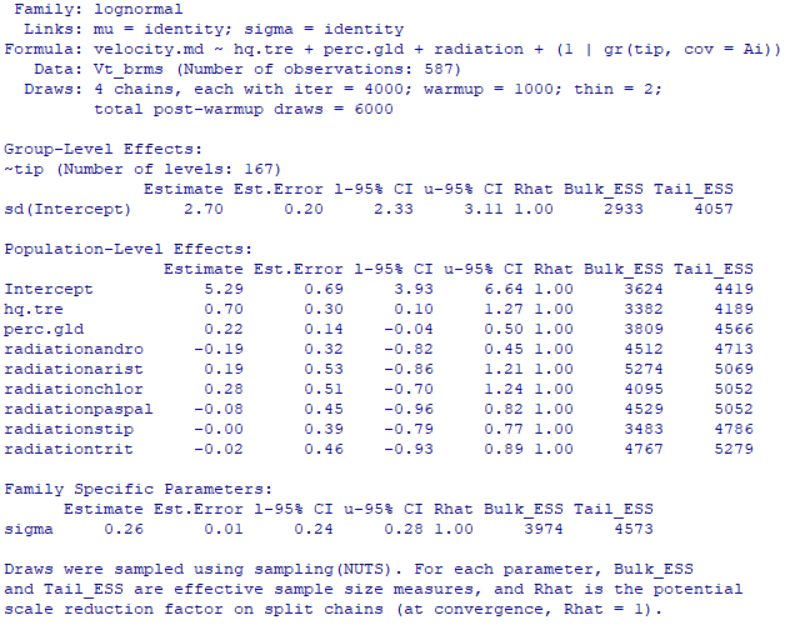 Family: lognormal
Links: mu = identity; sigma = identity
Formula: velocity.md ~ hq.tre + perc.gld + radiation + (1 | gr(tip, cov = Ai))
Data: Vt_brms (Number of observations: 587)
Draws: 4 chains, each with iter = 4000; warmup = 1000; thin = 2;
total post-warmup draws = 6000
Group-Level Effects:
~tip (Number of levels: 167)
Estimate Est.Error l-95% CI u-95% CI Rhat Bulk_ESS Tail_ESS
sd(Intercept) 2.70 0.20 2.33 3.11 1.00 2933 4057
Population-Level Effects:
Estimate Est.Error l-95% CI u-95% CI Rhat Bulk_ESS Tail_ESS
Intercept 5.29 0.69 3.93 6.64 1.00 3624 4419
hq.tre 0.70 0.30 0.10 1.27 1.00 3382 4189
perc.gld 0.22 0.14 -0.04 0.50 1.00 3809 4566
radiationandro -0.19 0.32 -0.82 0.45 1.00 4512 4713
radiationarist 0.19 0.53 -0.86 1.21 1.00 5274 5069
radiationchlor 0.28 0.51 -0.70 1.24 1.00 4095 5052
radiationpaspal -0.08 0.45 -0.96 0.82 1.00 4529 5052
radiationstip -0.00 0.39 -0.79 0.77 1.00 3483 4786
radiationtrit -0.02 0.46 -0.93 0.89 1.00 4767 5279
Family Specific Parameters:
Estimate Est.Error l-95% CI u-95% CI Rhat Bulk_ESS Tail_ESS
sigma 0.26 0.01 0.24 0.28 1.00 3974 4573
Draws were sampled using sampling(NUTS). For each parameter, Bulk_ESS
and Tail_ESS are effective sample size measures, and Rhat is the potential
scale reduction factor on split chains (at convergence, Rhat = 1).